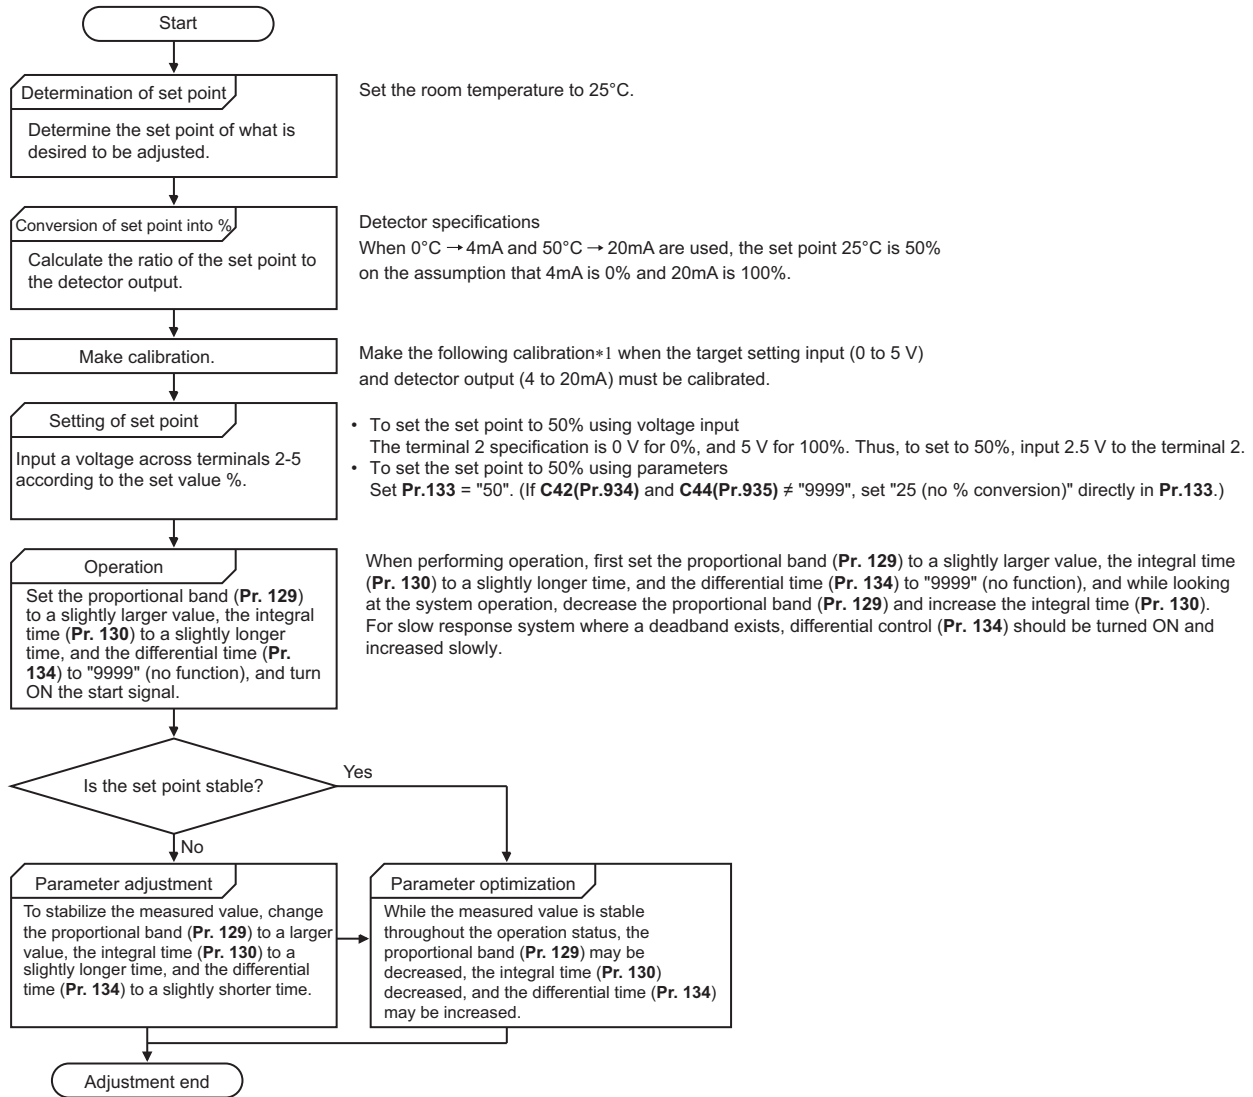 Start
Determination of set point
Determine the set point of what is
desired to be adjusted.
Set the room temperature to 25°C.
Conversion of set point into %
Calculate the ratio of the set point to
the detector output.
Detector specifications
When 0°C → 4mA and 50°C → 20mA are used, the set point 25°C is 50%
on the assumption that 4mA is 0% and 20mA is 100%.
Make calibration.
Make the following calibration*1 when the target setting input (0 to 5 V)
and detector output (4 to 20mA) must be calibrated.
Setting of set point
Input a voltage across terminals 2-5
according to the set value %.
• To set the set point to 50% using voltage input
The terminal 2 specification is 0 V for 0%, and 5 V for 100%. Thus, to set to 50%, input 2.5 V to the terminal 2.
• To set the set point to 50% using parameters
Set Pr.133 = "50". (If C42(Pr.934) and C44(Pr.935) ≠ "9999", set "25 (no % conversion)" directly in Pr.133.)
Operation
Set the proportional band (Pr. 129)
to a slightly larger value, the integral
time (Pr. 130) to a slightly longer
time, and the differential time (Pr.
134) to "9999" (no function), and turn
ON the start signal.
When performing operation, first set the proportional band (Pr. 129) to a slightly larger value, the integral time
(Pr. 130) to a slightly longer time, and the differential time (Pr. 134) to "9999" (no function), and while looking
at the system operation, decrease the proportional band (Pr. 129) and increase the integral time (Pr. 130).
For slow response system where a deadband exists, differential control (Pr. 134) should be turned ON and
increased slowly.
Is the set point stable?
Yes
No
Parameter adjustment
To stabilize the measured value, change
the proportional band (Pr. 129) to a larger
value, the integral time (Pr. 130) to a
slightly longer time, and the differential
time (Pr. 134) to a slightly shorter time.
Parameter optimization
While the measured value is stable
throughout the operation status, the
proportional band (Pr. 129) may be
decreased, the integral time (Pr. 130)
decreased, and the differential time (Pr. 134)
may be increased.
Adjustment end